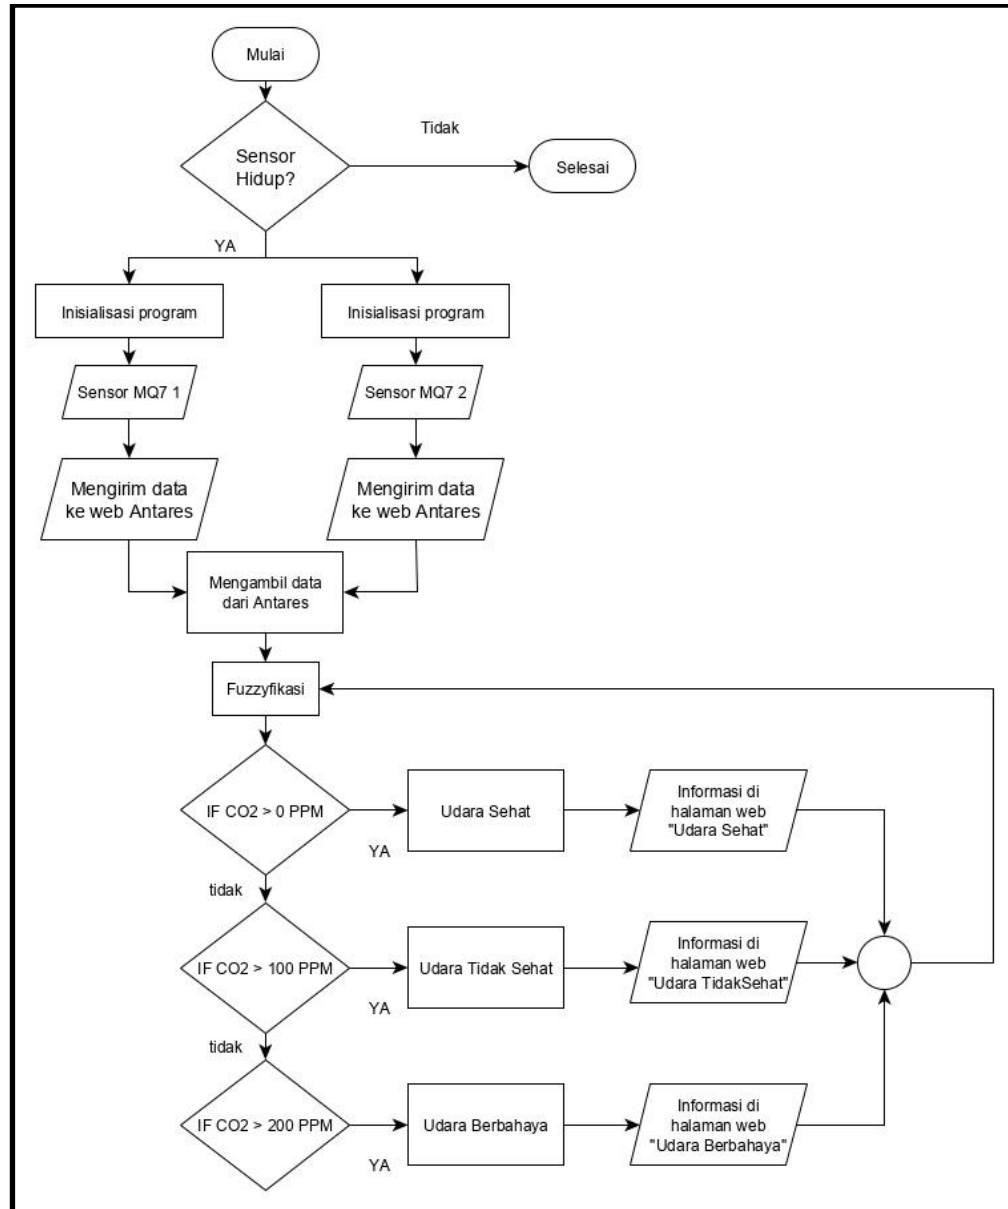 Mulai
Tidak
Sensor
Hidup?
Selesai
YA
Inisialisasi program
Inisialisasi program
Sensor MQ7 1
Sensor MQ7 2
Mengirim data
ke web Antares
Mengirim data
ke web Antares
Mengambil data
dari Antares
Fuzzyfikasi
IF CO2 > 0 PPM
YA
Udara Sehat
Informasi di
halaman web
"Udara Sehat"
tidak
IF CO2 > 100 PPM
YA
Udara Tidak Sehat
Informasi di
halaman web
"Udara TidakSehat"
tidak
IF CO2 > 200 PPM
YA
Udara Berbahaya
Informasi di
halaman web
"Udara Berbahaya"